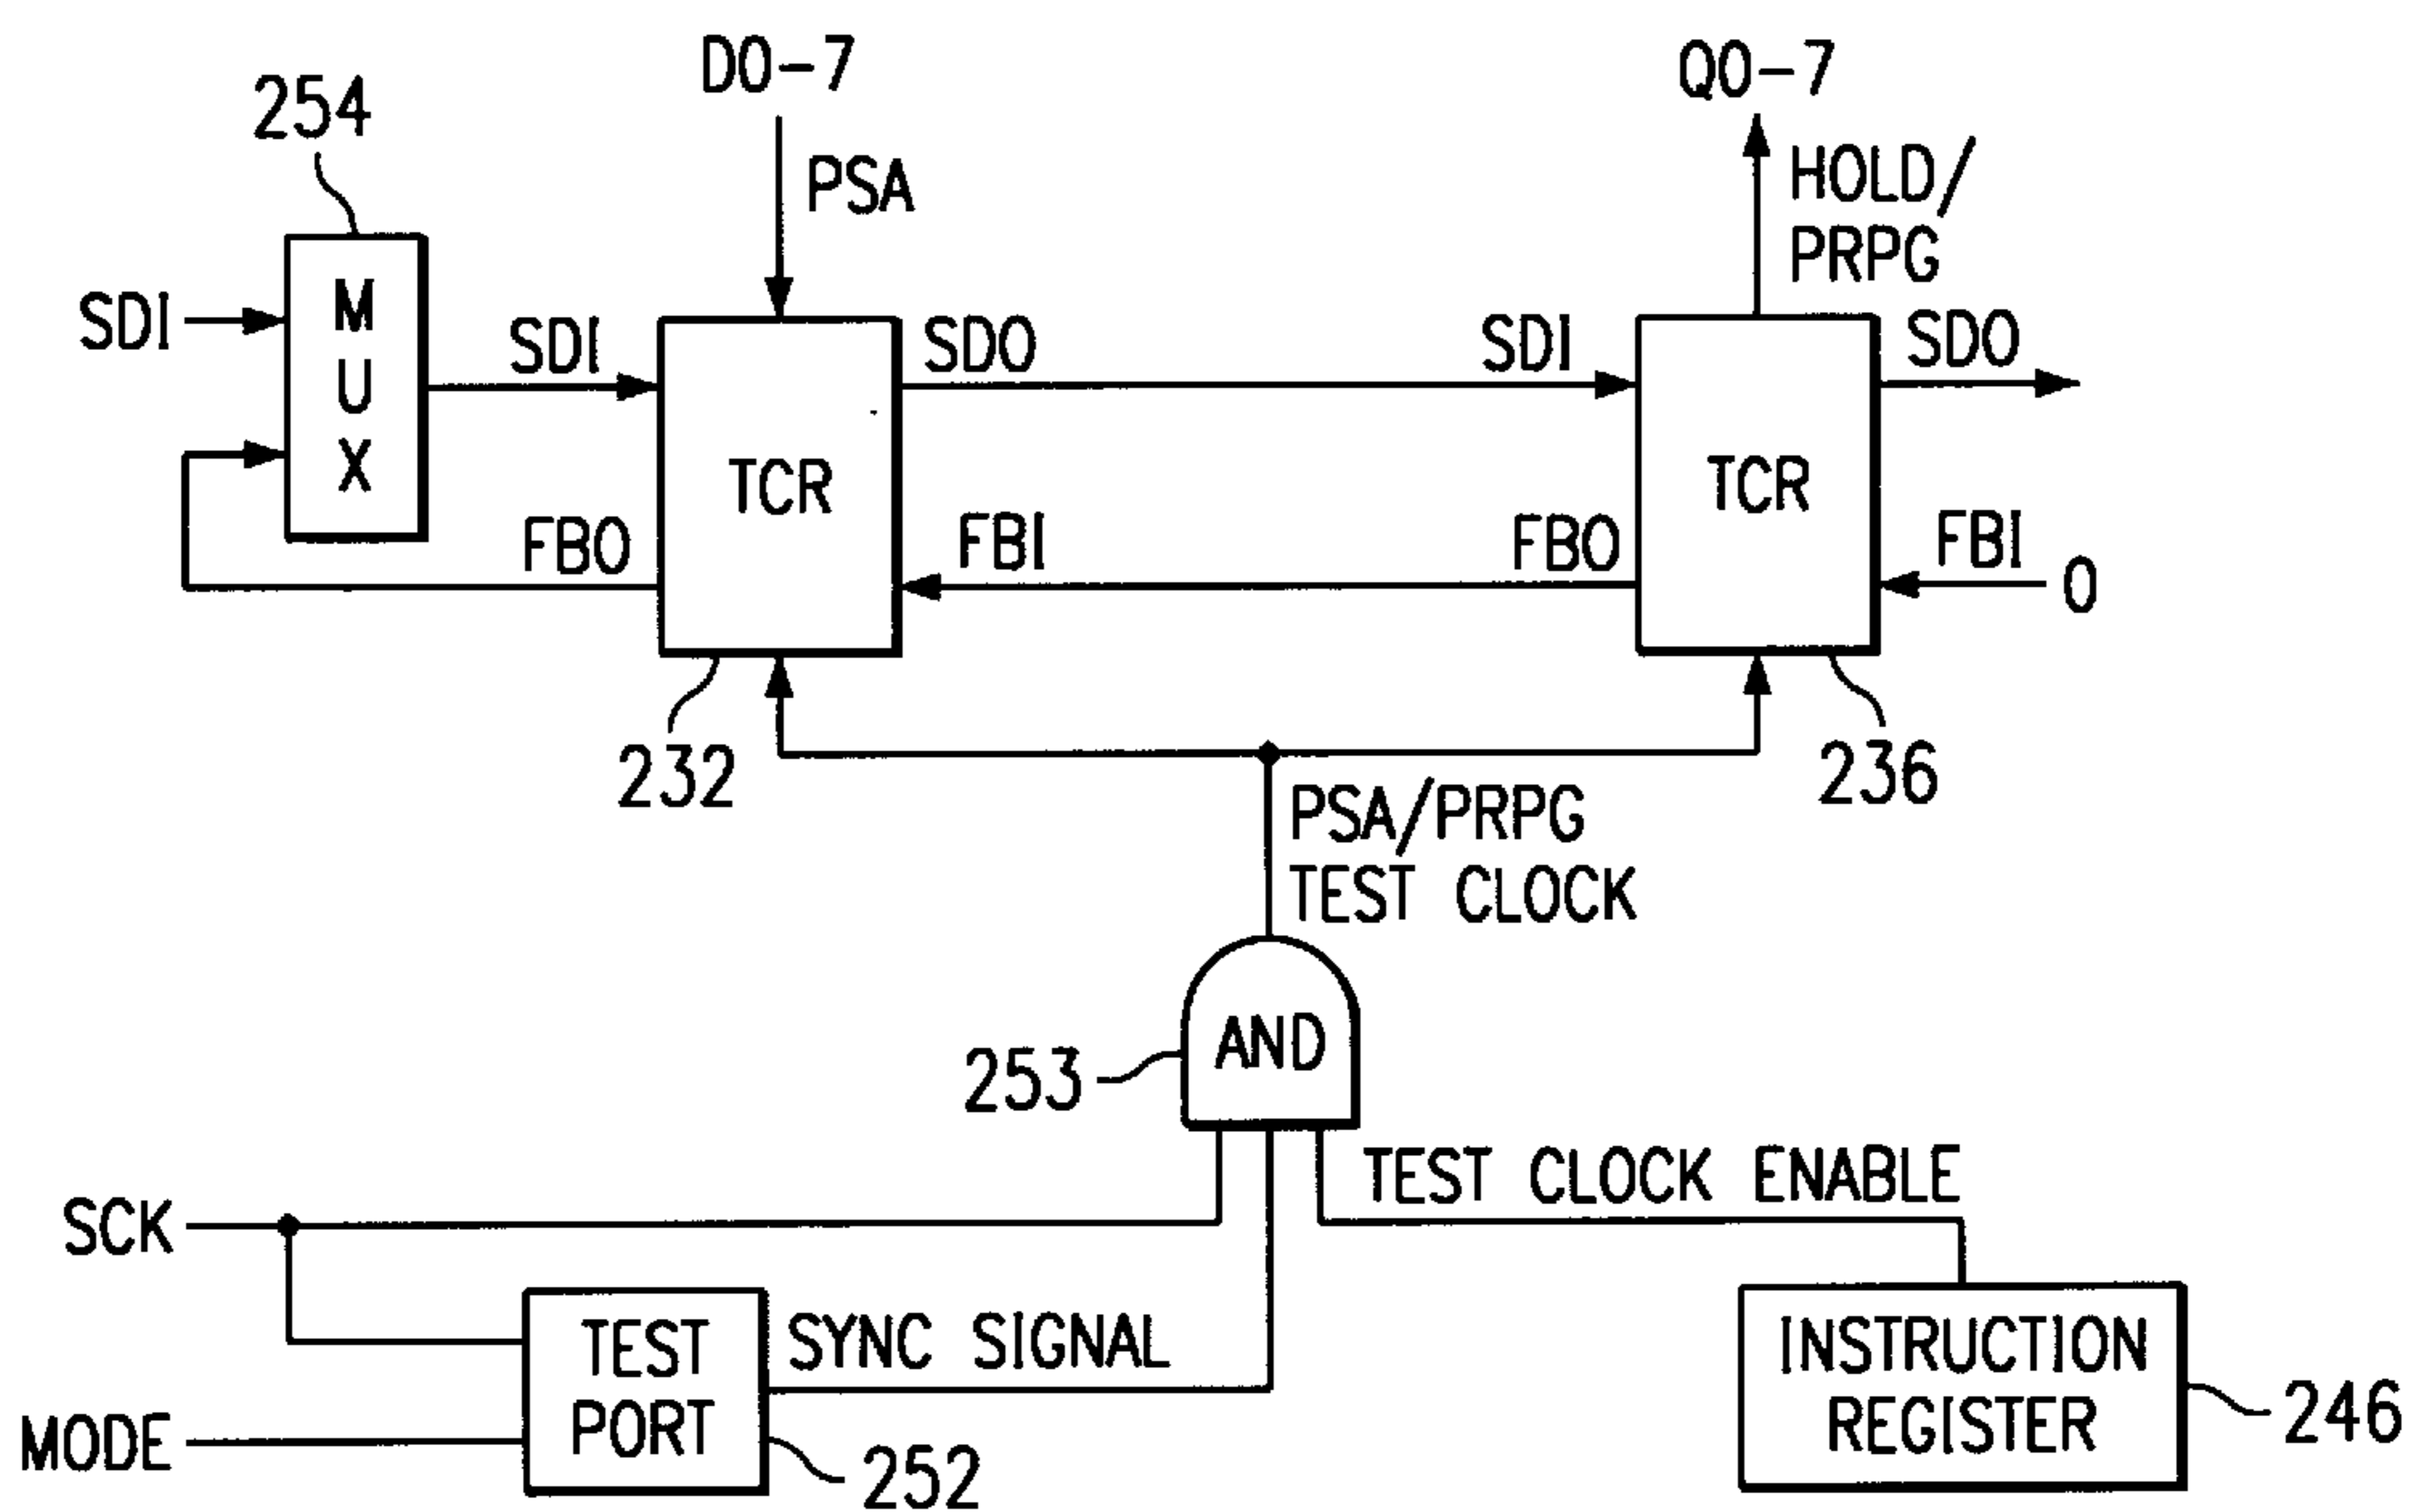 D0-7
Q0-7
254
PSA
HOLD/
PRPG
SDI
MUX
SDI
SDO
SDI
SDO
TCR
TCR
FBO
FBI
FBO
FBI
0
232
236
PSA/PRPG
TEST CLOCK
AND
253
TEST CLOCK ENABLE
SCK
TEST
PORT
SYNC SIGNAL
INSTRUCTION
REGISTER
246
MODE
252